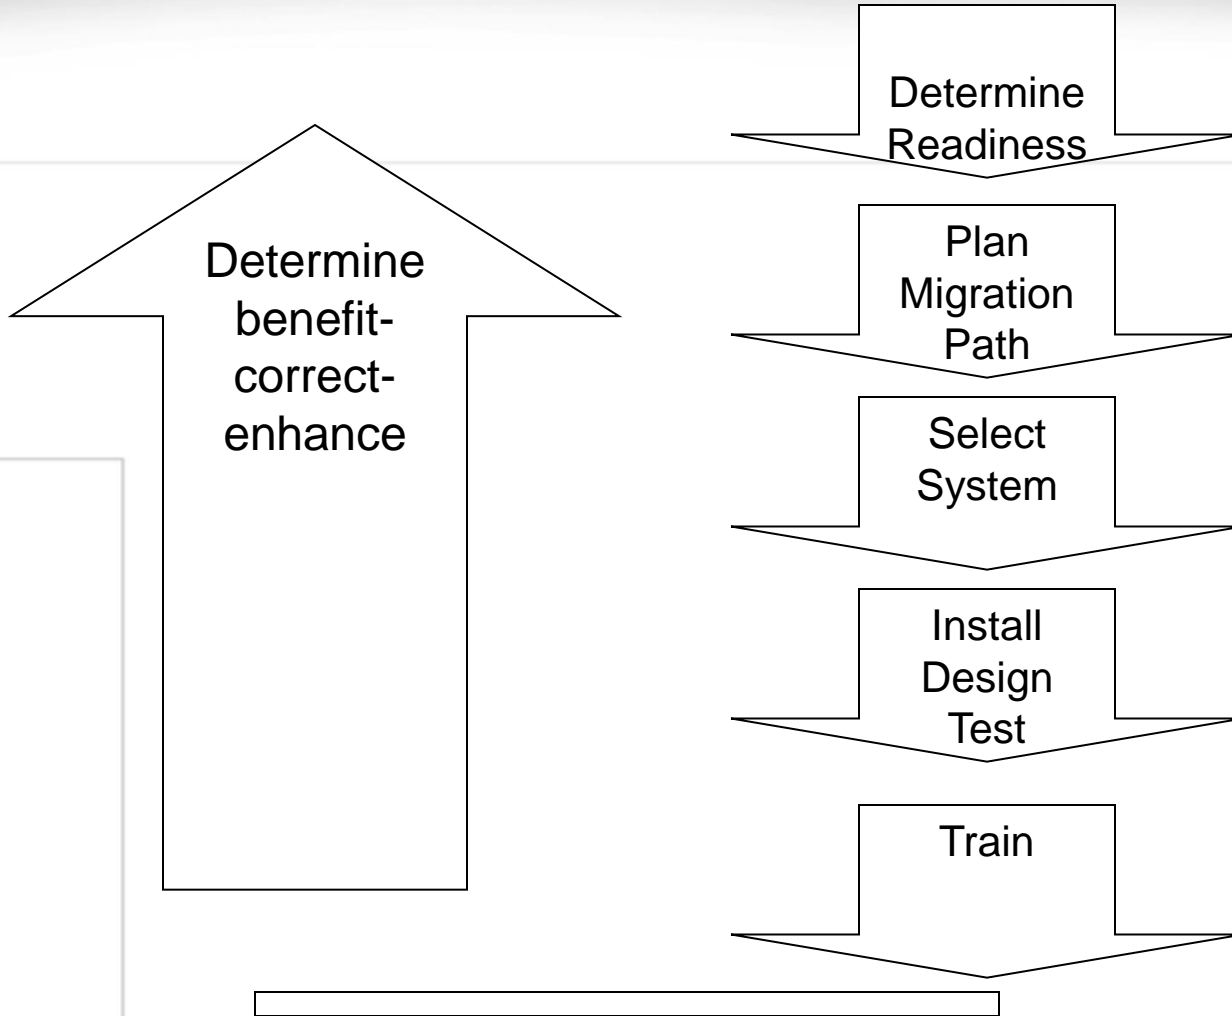 Determine
benefit-
correct-
enhance
Determine
Readiness
Plan
Migration
Path
Select
System
Install
Design
Test
Train